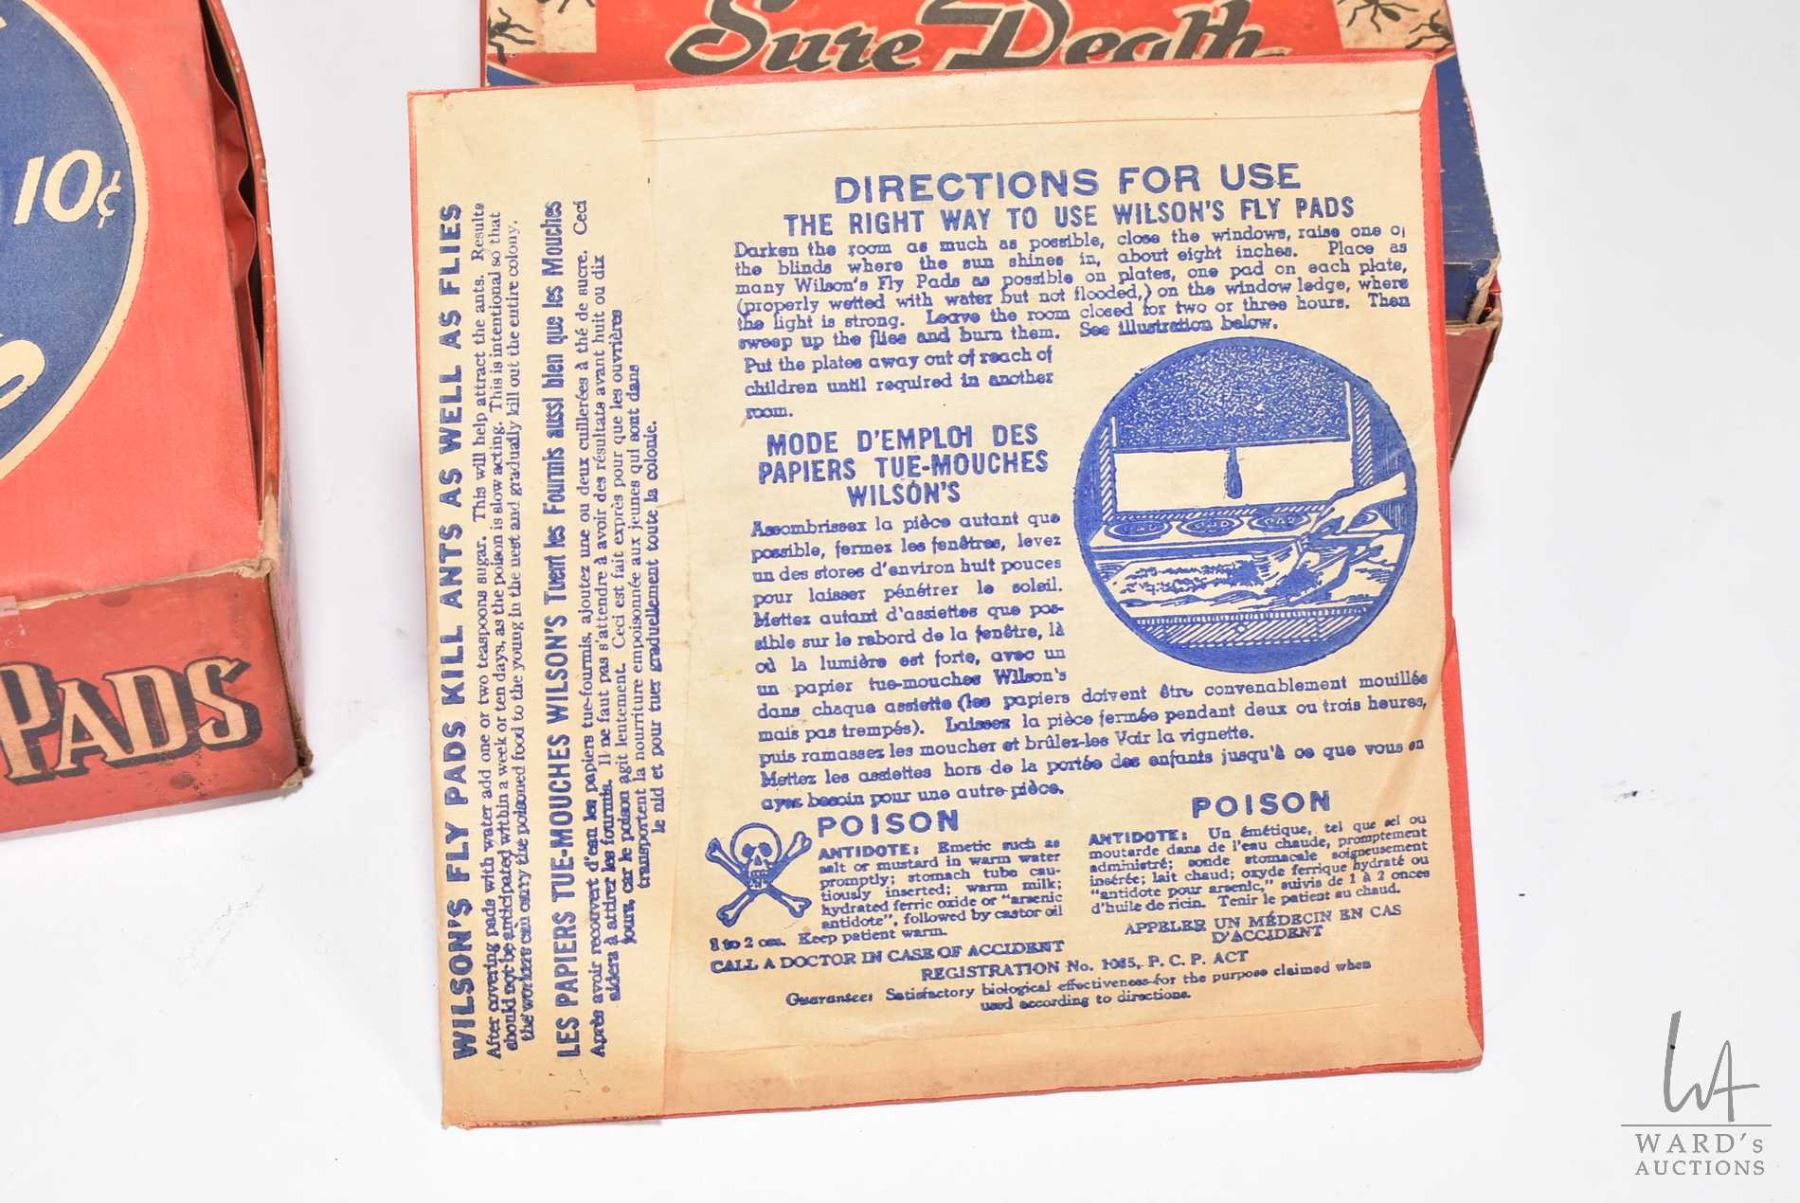 Sure Death
10¢
PADS
DIRECTIONS FOR USE
THE RIGHT WAY TO USE WILSON'S FLY PADS
Darken the room as much as possible, close the windows, raise one of
the blinds where the sun shines in, about eight inches. Place as
many Wilson's Fly Pads as possible on plates, one pad on each plate,
(properly wetted with water but not flooded,) on the window ledge, where
the light is strong. Leave the room closed for two or three hours. Then
sweep up the flies and burn them. See illustration below.
Put the plates away out of reach of
children until required in another
room.
MODE D'EMPLOI DES
PAPIERS TUE-MOUCHES
WILSON'S
Assombrissez la pièce autant que
possible, fermez les fenêtres, levez
un des stores d'environ huit pouces
pour laisser pénétrer le soleil.
Mettez autant d'assiettes que pos-
sible sur le rebord de la fenêtre, là
où la lumière est forte, avec un
un papier tue-mouches Wilson's
dans chaque assiette (les papiers doivent être convenablement mouillés
mais pas trempés). Laissez la pièce fermée pendant deux ou trois heures,
puis ramassez les moucher et brûlez-les Voir la vignette.
Mettez les assiettes hors de la portée des enfants jusqu'à ce que vous en
ayez besoin pour une autre pièce.
POISON
ANTIDOTE: Emetic such as
salt or mustard in warm water
promptly; stomach tube cau-
tiously inserted; warm milk;
hydrated ferric oxide or "arsenic
antidote", followed by castor oil
1 to 2 ozs. Keep patient warm.
CALL A DOCTOR IN CASE OF ACCIDENT
POISON
ANTIDOTE: Un émétique, tel que sel ou
moutarde dans de l'eau chaude, promptement
administré; sonde stomacale soigneusement
insérée; lait chaud; oxyde ferrique hydraté ou
"antidote pour arsenic," suivis de 1 à 2 onces
d'huile de ricin. Tenir le patient au chaud.
APPELER UN MÉDECIN EN CAS
D'ACCIDENT
REGISTRATION No. 1085, P. C. P. ACT
Guarantee: Satisfactory biological effectiveness for the purpose claimed when
used according to directions.
WILSON'S FLY PADS KILL ANTS AS WELL AS FLIES
After covering pads with water add one or two teaspoons sugar. This will help attract the ants. Results
should not be anticipated within a week or ten days, as the poison is slow acting. This is intentional so that
the workers can carry the poisoned food to the young in the nest and gradually kill out the entire colony.
LES PAPIERS TUE-MOUCHES WILSON'S Tuent les Fourmis aussi bien que les Mouches
Après avoir recouvert d'eau les papiers tue-fourmis, ajoutez une ou deux cuillerées à thé de sucre. Ceci
aidera à attirer les fourmis. Il ne faut pas s'attendre à avoir des résultats avant huit ou dix
jours, car le poison agit lentement. Ceci est fait exprès pour que les ouvrières
transportent la nourriture empoisonnée aux jeunes qui sont dans
le nid et pour tuer graduellement toute la colonie.
WARD'S
AUCTIONS